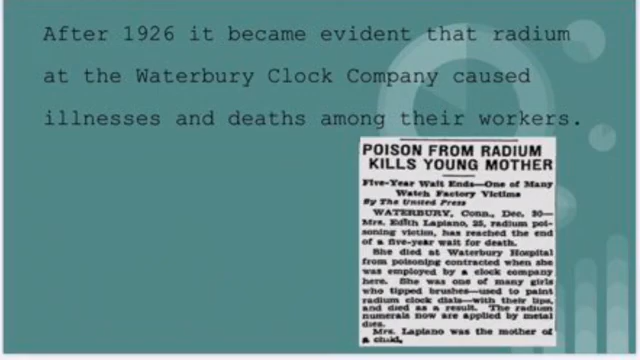 After 1926 it became evident that radium
at the Waterbury Clock Company caused
illnesses and deaths among their workers.
POISON FROM RADIUM
KILLS YOUNG MOTHER
Five-Year Wait Ends—One of Many
Watch Factory Victims
By The United Press
WATERBURY, Conn., Dec. 30—
Mrs. Edith Lapiano, 25, radium poi-
soning victim, has reached the end
of a five-year wait for death.
She died at Waterbury Hospital
from poisoning contracted when she
was employed by a clock company
here. She was one of many girls
who tipped brushes—used to paint
radium clock dials—with their lips,
and died as a result. The radium
numerals now are applied by metal
dies.
Mrs. Lapiano was the mother of
a child.